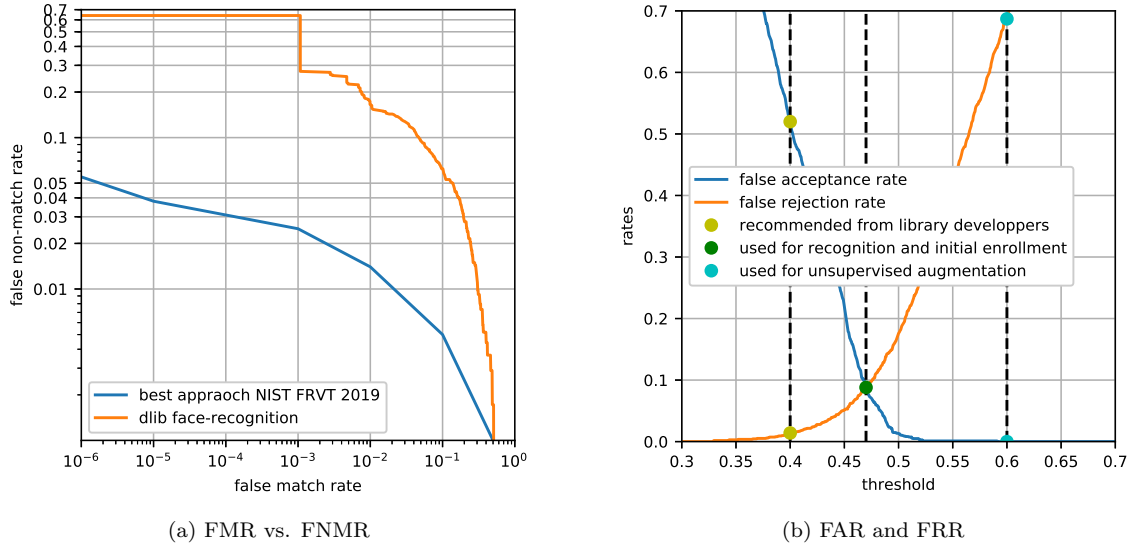 0.7
0.6
0.5
0.4
0.3
0.2
0.1
0.05
0.04
0.03
0.02
0.01
false non-match rate
best appraoch NIST FRVT 2019
dlib face-recognition
10⁻⁶ 10⁻⁵ 10⁻⁴ 10⁻³ 10⁻² 10⁻¹ 10⁰
false match rate
(a) FMR vs. FNMR
0.7
0.6
0.5
0.4
0.3
0.2
0.1
0.0
rates
false acceptance rate
false rejection rate
recommended from library developpers
used for recognition and initial enrollment
used for unsupervised augmentation
0.3 0.35 0.4 0.45 0.5 0.55 0.6 0.65 0.7
threshold
(b) FAR and FRR